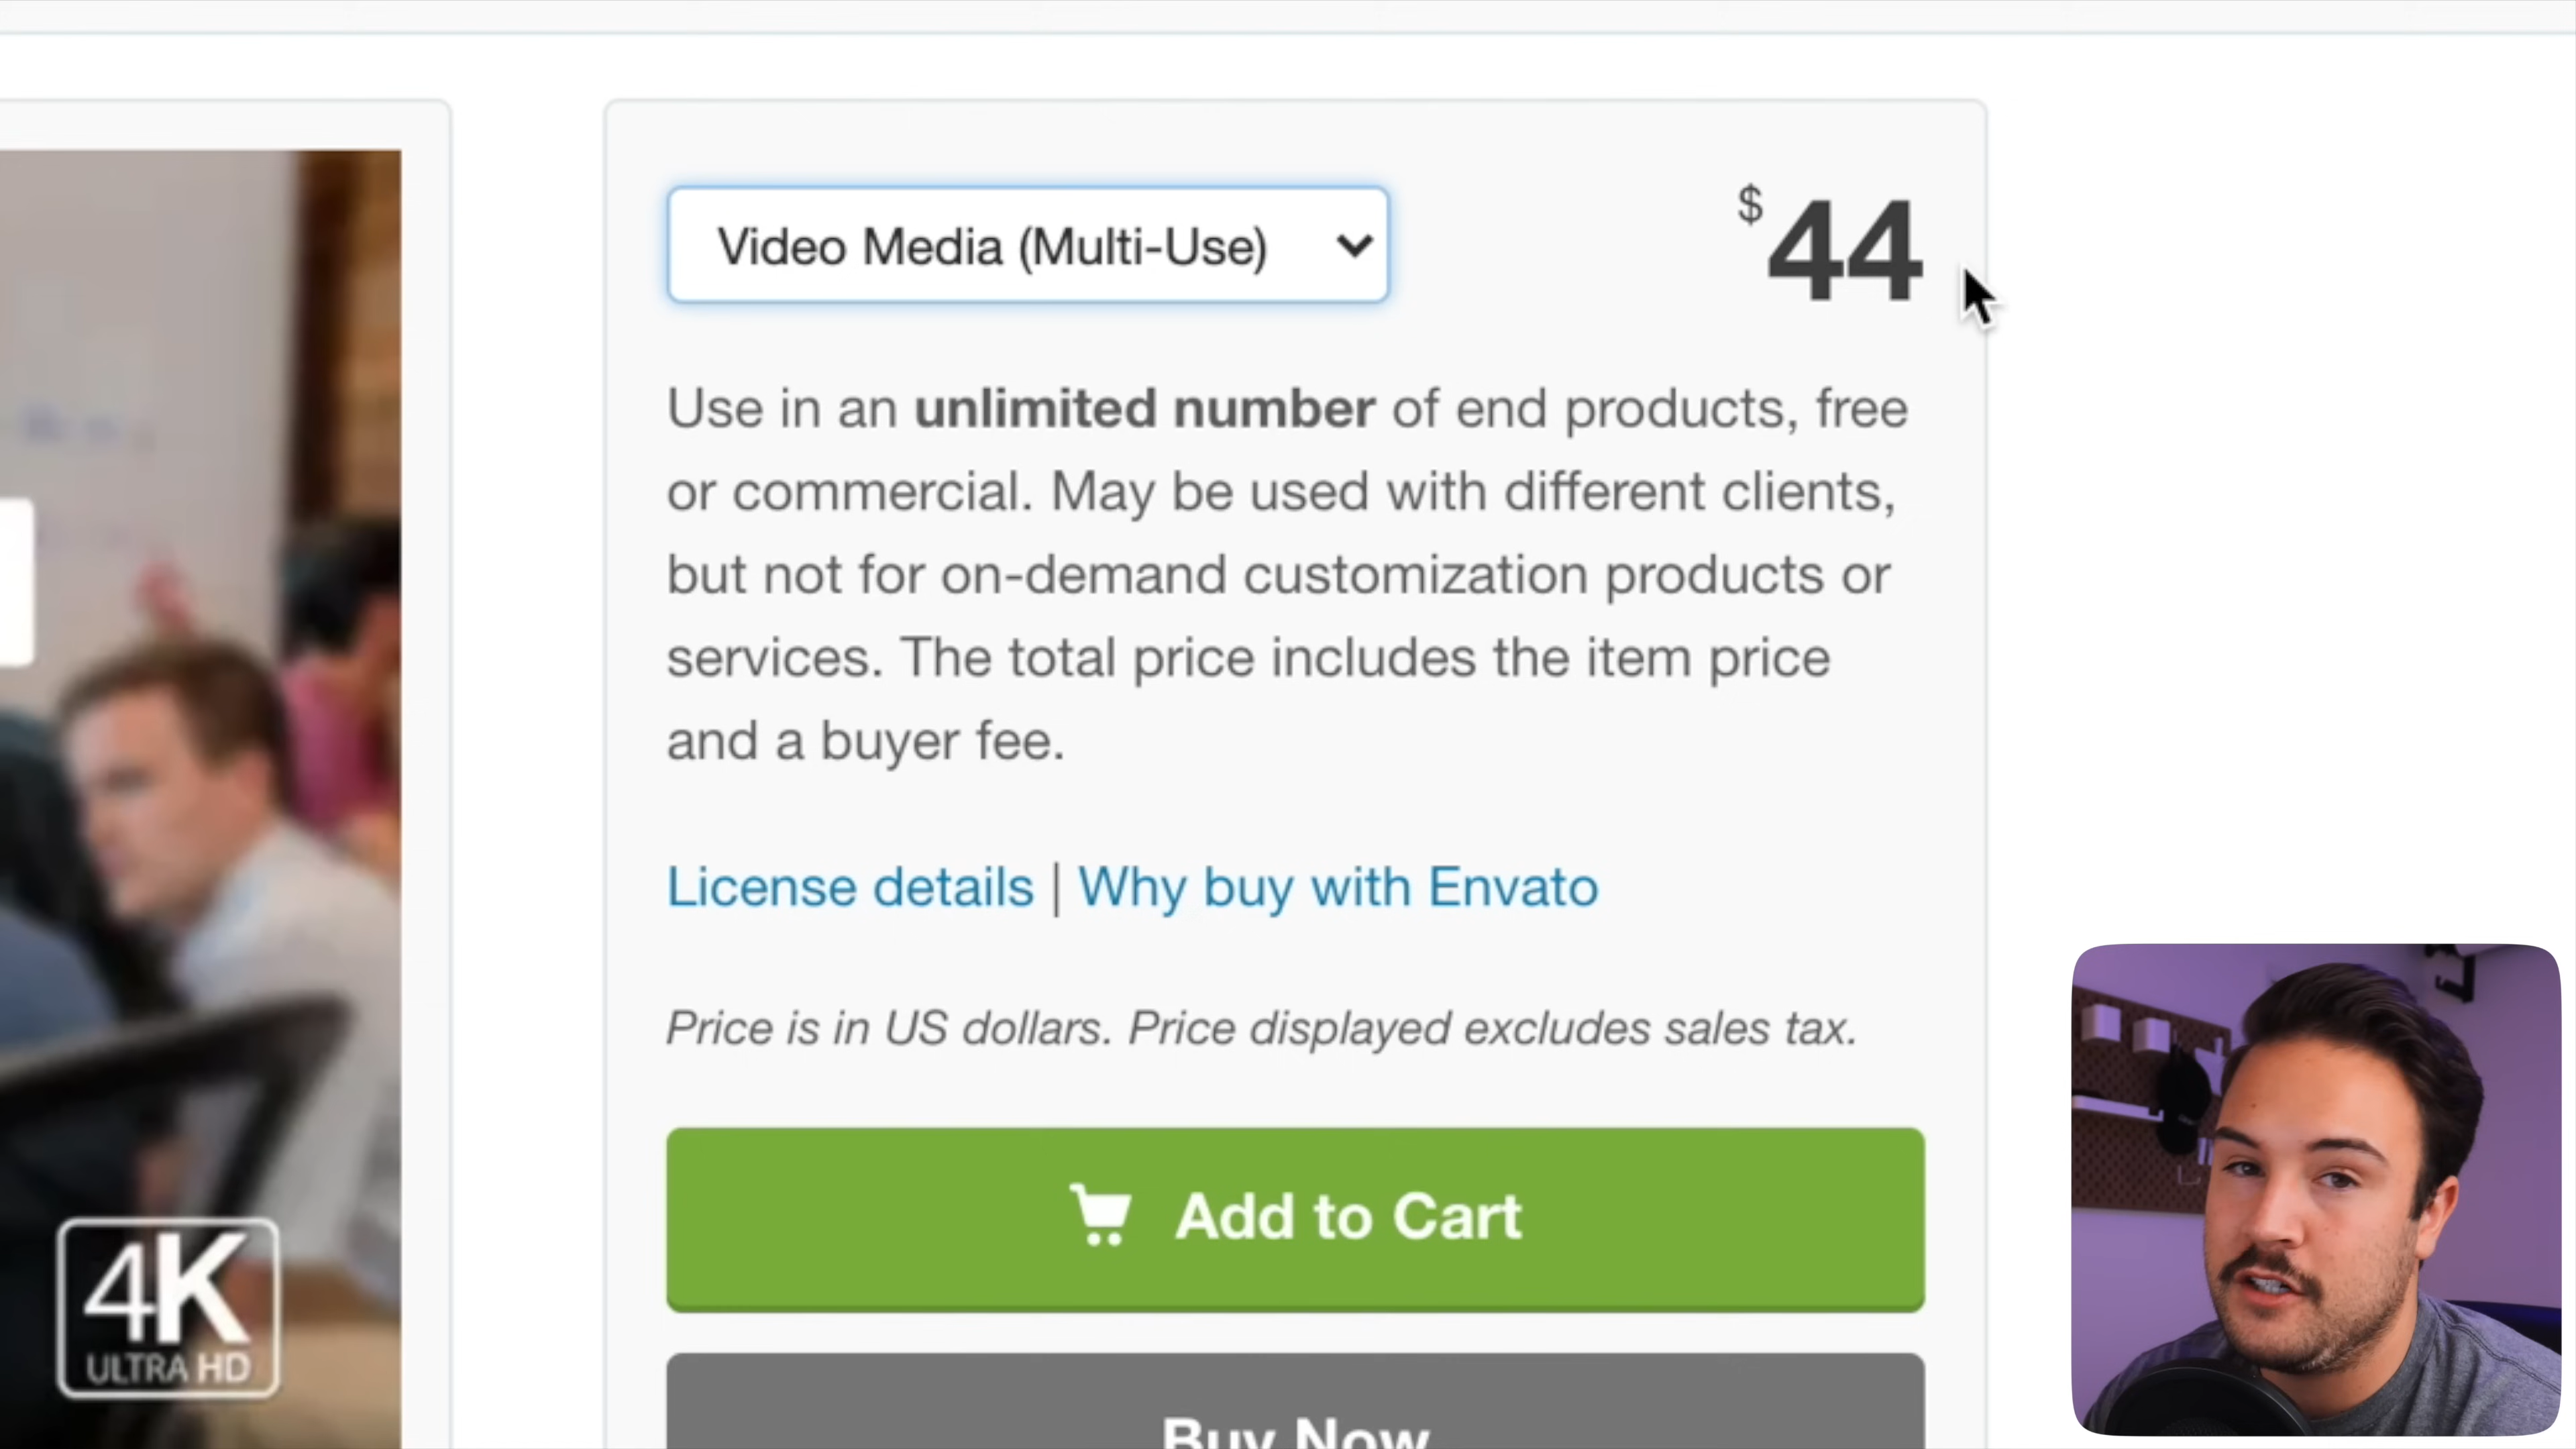 Video Media (Multi-Use)
$44
Use in an unlimited number of end products, free
or commercial. May be used with different clients,
but not for on-demand customization products or
services. The total price includes the item price
and a buyer fee.
License details | Why buy with Envato
Price is in US dollars. Price displayed excludes sales tax.
Add to Cart
Buy Now
4K
ULTRA HD